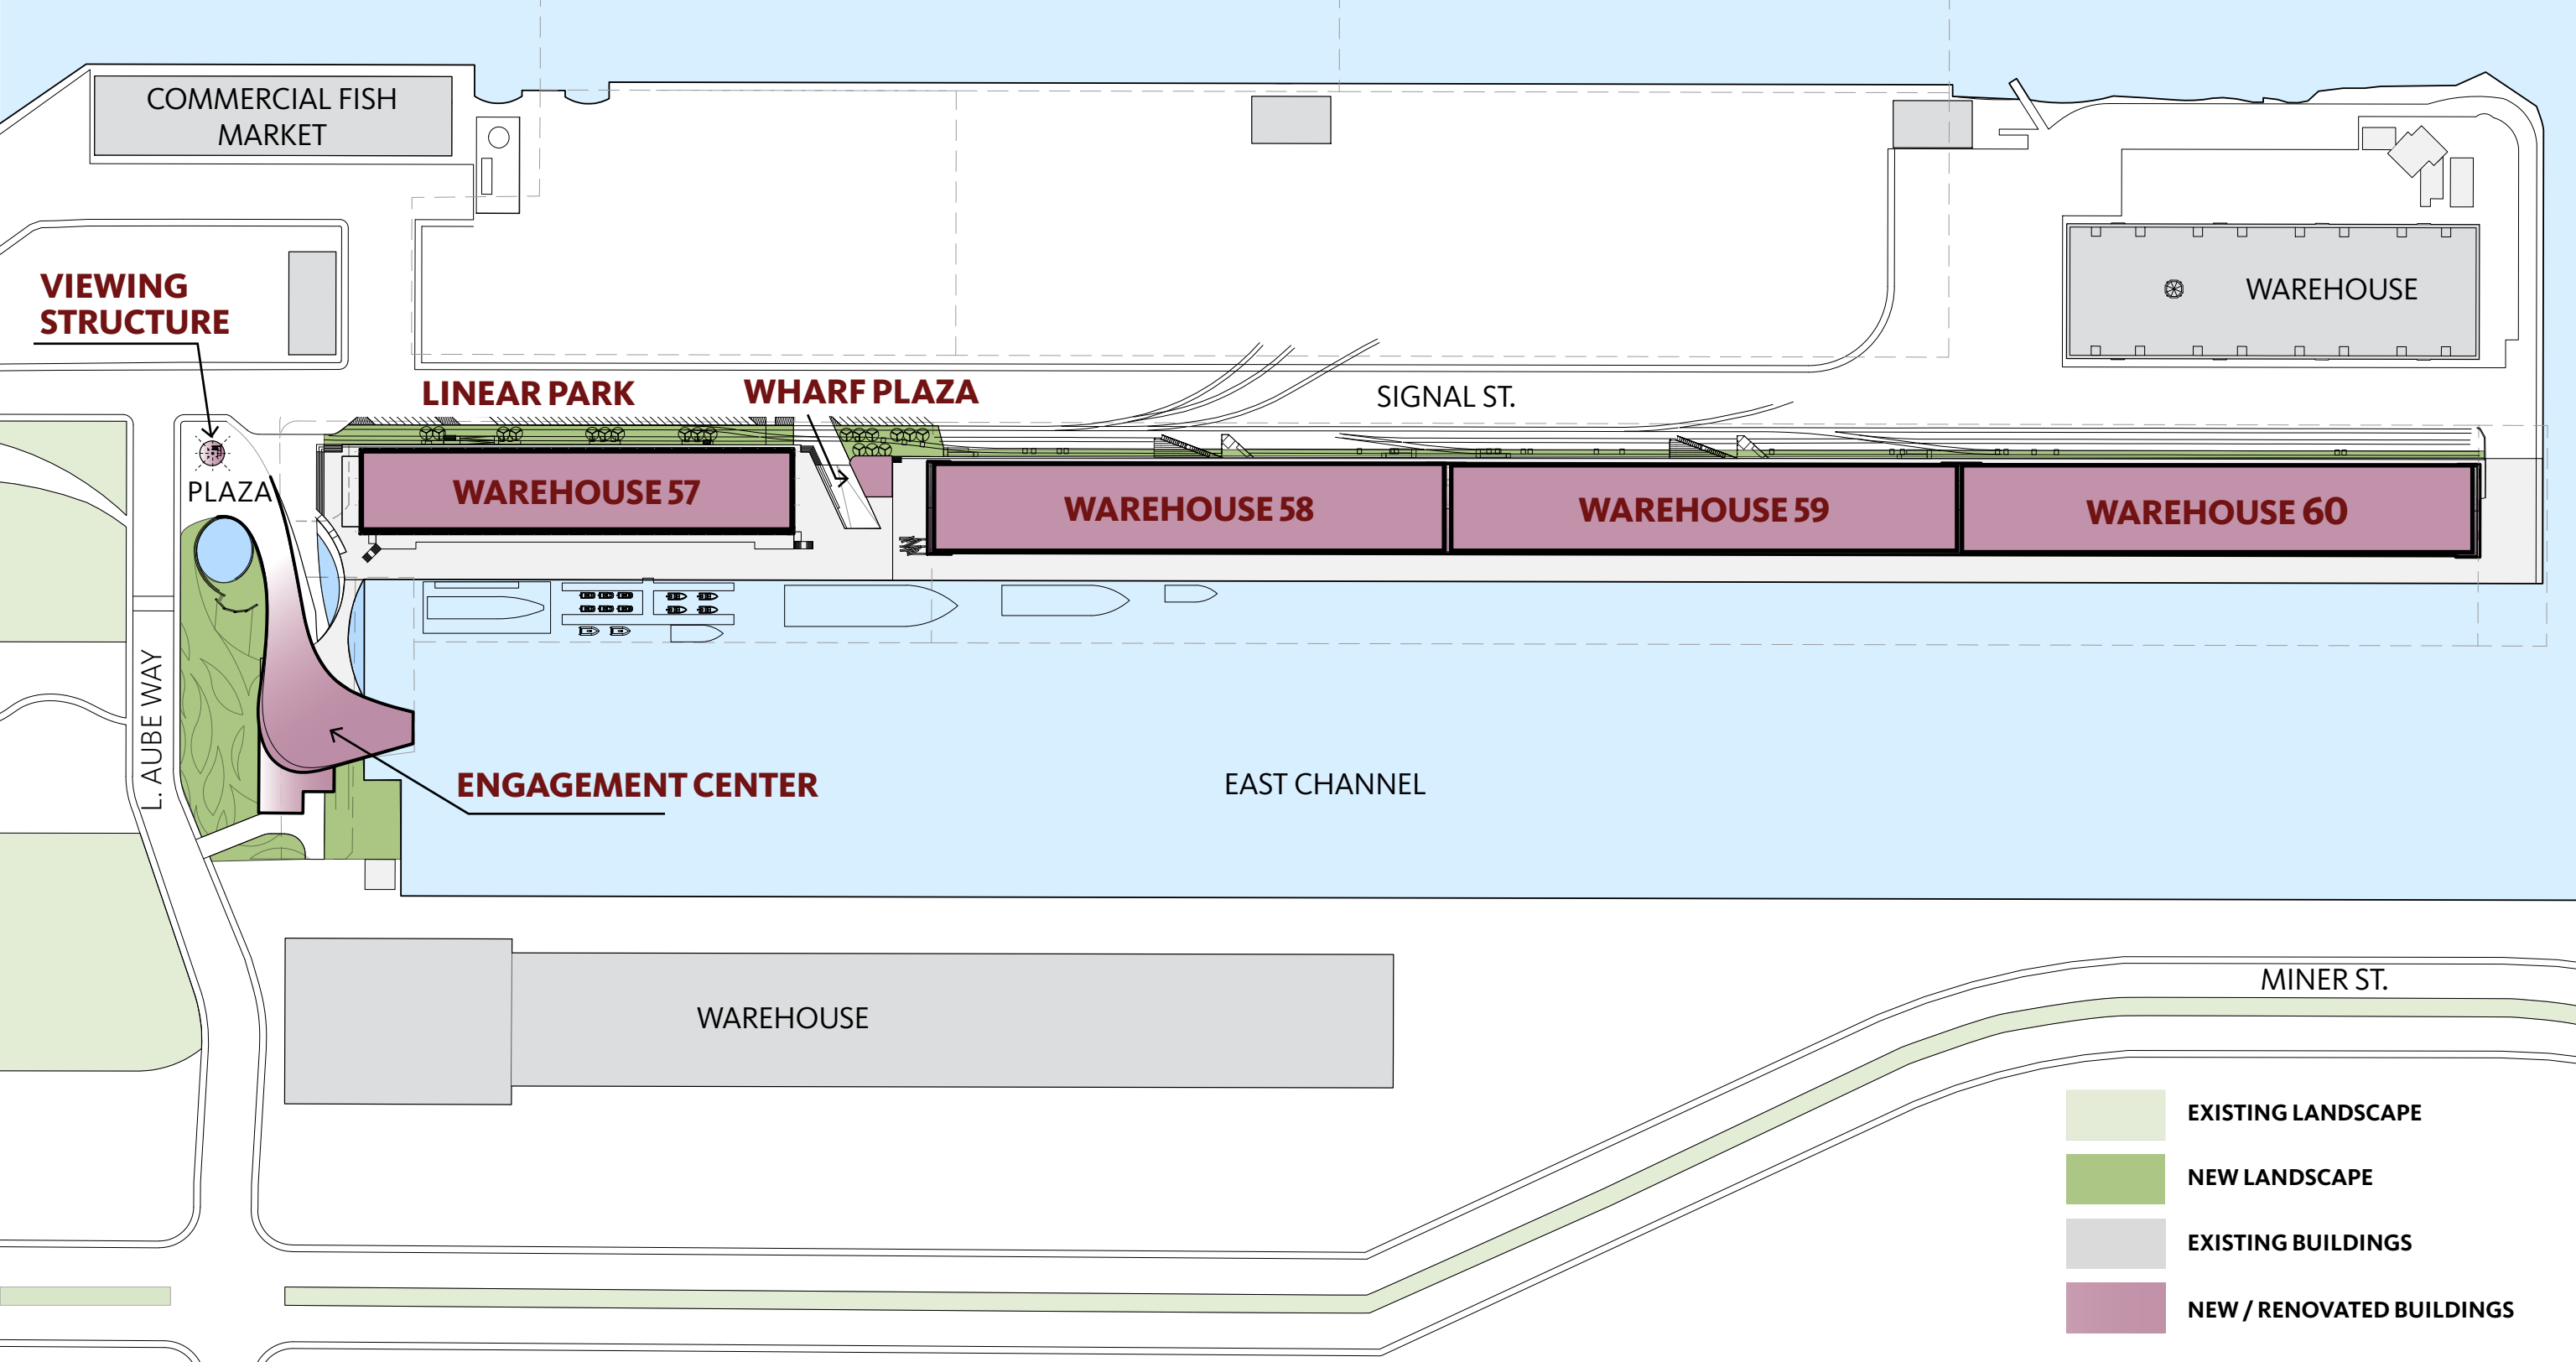 COMMERCIAL FISH
MARKET
VIEWING
STRUCTURE
WAREHOUSE
LINEAR PARK
WHARF PLAZA
SIGNAL ST.
PLAZA
WAREHOUSE 57
WAREHOUSE 58
WAREHOUSE 59
WAREHOUSE 60
L. AUBE WAY
ENGAGEMENT CENTER
EAST CHANNEL
WAREHOUSE
MINER ST.
EXISTING LANDSCAPE
NEW LANDSCAPE
EXISTING BUILDINGS
NEW / RENOVATED BUILDINGS